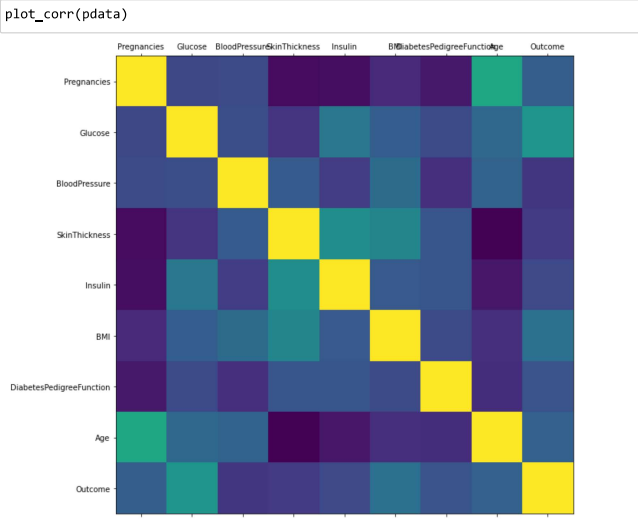 plot_corr(pdata)
Pregnancies Glucose BloodPressure SkinThickness Insulin BMI DiabetesPedigreeFunction Age Outcome
Pregnancies
Glucose
BloodPressure
SkinThickness
Insulin
BMI
DiabetesPedigreeFunction
Age
Outcome